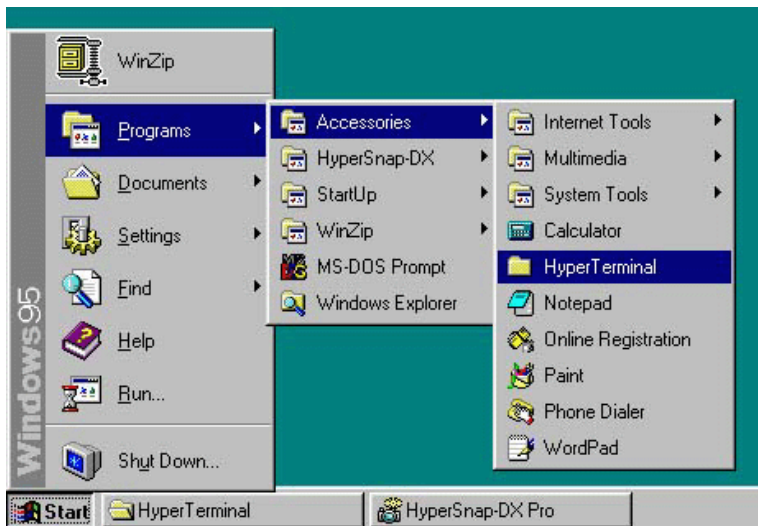 WinZip
Programs
Documents
Settings
Find
Help
Run...
Shut Down...
Windows95
Accessories
HyperSnap-DX
StartUp
WinZip
MS-DOS Prompt
Windows Explorer
Internet Tools
Multimedia
System Tools
Calculator
HyperTerminal
Notepad
Online Registration
Paint
Phone Dialer
WordPad
Start
HyperTerminal
HyperSnap-DX Pro